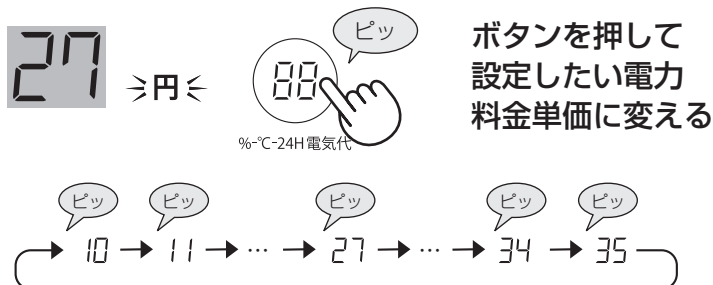 27
円
88
ピッ
%-℃-24H電気代
ボタンを押して
設定したい電力
料金単価に変える
ピッ ピッ ピッ ピッ ピッ
10 → 11 → … → 27 → … → 34 → 35